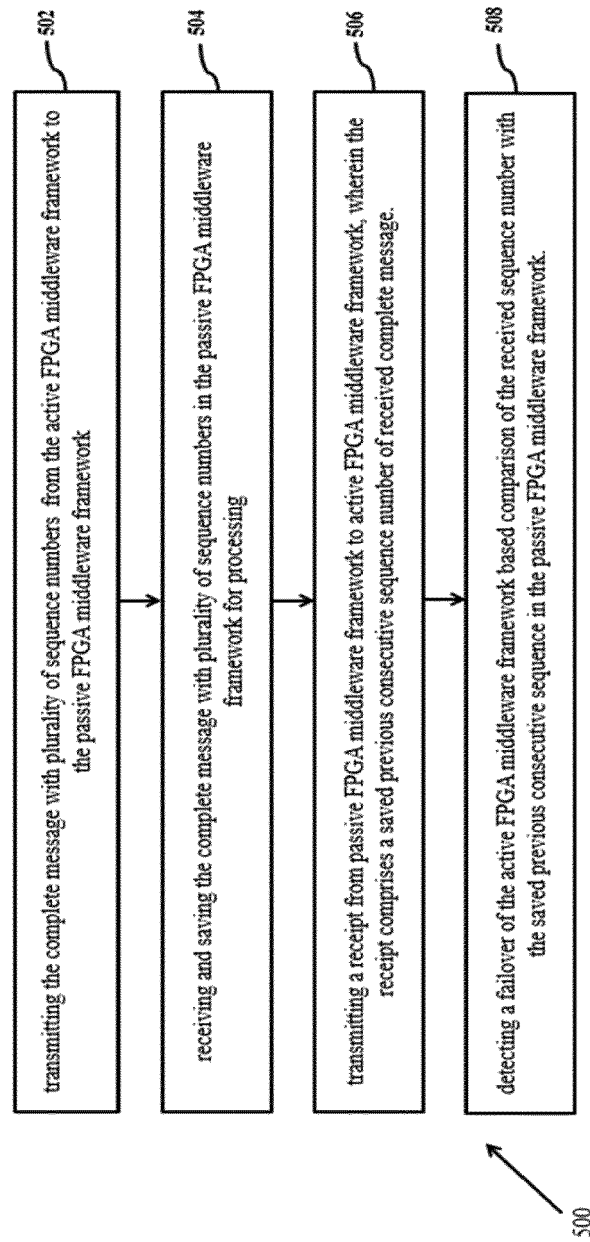 502
transmitting the complete message with plurality of sequence numbers from the active FPGA middleware framework to
the passive FPGA middleware framework
504
receiving and saving the complete message with plurality of sequence numbers in the passive FPGA middleware
framework for processing
506
transmitting a receipt from passive FPGA middleware framework to active FPGA middleware framework, wherein the
receipt comprises a saved previous consecutive sequence number of received complete message.
508
detecting a failover of the active FPGA middleware framework based comparison of the received sequence number with
the saved previous consecutive sequence in the passive FPGA middleware framework.
500